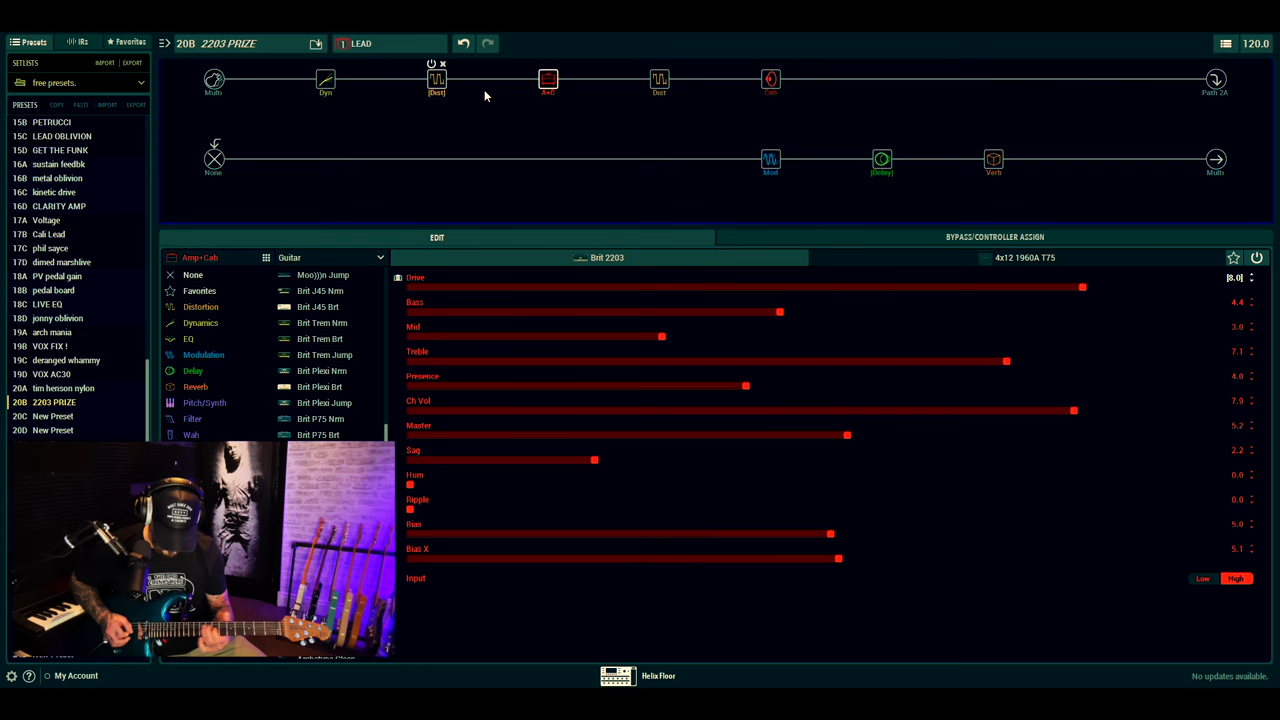 Presets IRs Favorites 20B 2203 PRIZE 1 LEAD 120.0
SETLISTS IMPORT EXPORT
free presets.
PRESETS COPY PASTE IMPORT EXPORT
Multi Dyn |Dist| A+C Dist Cab Path 2A
15B PETRUCCI
15C LEAD OBLIVION
15D GET THE FUNK
16A sustain feedbk
16B metal oblivion
16C kinetic drive
16D CLARITY AMP
17A Voltage
17B Cali Lead
17C phil sayce
17D dimed marshlive
18A PV pedal gain
18B pedal board
18C LIVE EQ
18D jonny oblivion
19A arch mania
19B VOX FIX !
19C deranged whammy
19D VOX AC30
20A tim henson nylon
20B 2203 PRIZE
20C New Preset
20D New Preset
None Mod |Delay| Verb Multi
EDIT BYPASS/CONTROLLER ASSIGN
Amp+Cab Guitar Brit 2203 4x12 1960A T75
None
Favorites
Distortion
Dynamics
EQ
Modulation
Delay
Reverb
Pitch/Synth
Filter
Wah
Moo)))n Jump
Brit J45 Nrm
Brit J45 Brt
Brit Trem Nrm
Brit Trem Brt
Brit Trem Jump
Brit Plexi Nrm
Brit Plexi Brt
Brit Plexi Jump
Brit P75 Nrm
Brit P75 Brt
Drive [8.0]
Bass 4.4
Mid 3.0
Treble 7.1
Presence 4.0
Ch Vol 7.9
Master 5.2
Sag 2.2
Hum 0.0
Ripple 0.0
Bias 5.0
Bias X 5.1
Input Low High
My Account Helix Floor No updates available.